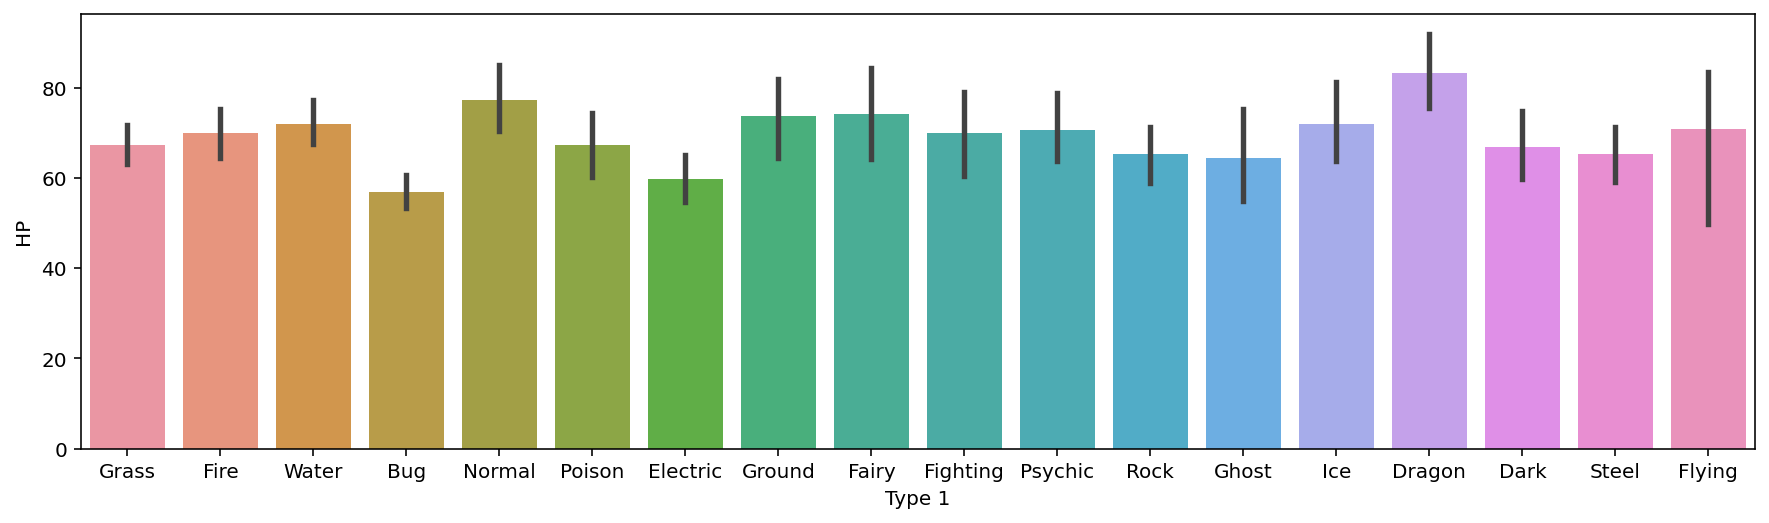 HP
80
60
40
20
0
Grass Fire Water Bug Normal Poison Electric Ground Fairy Fighting Psychic Rock Ghost Ice Dragon Dark Steel Flying
Type 1